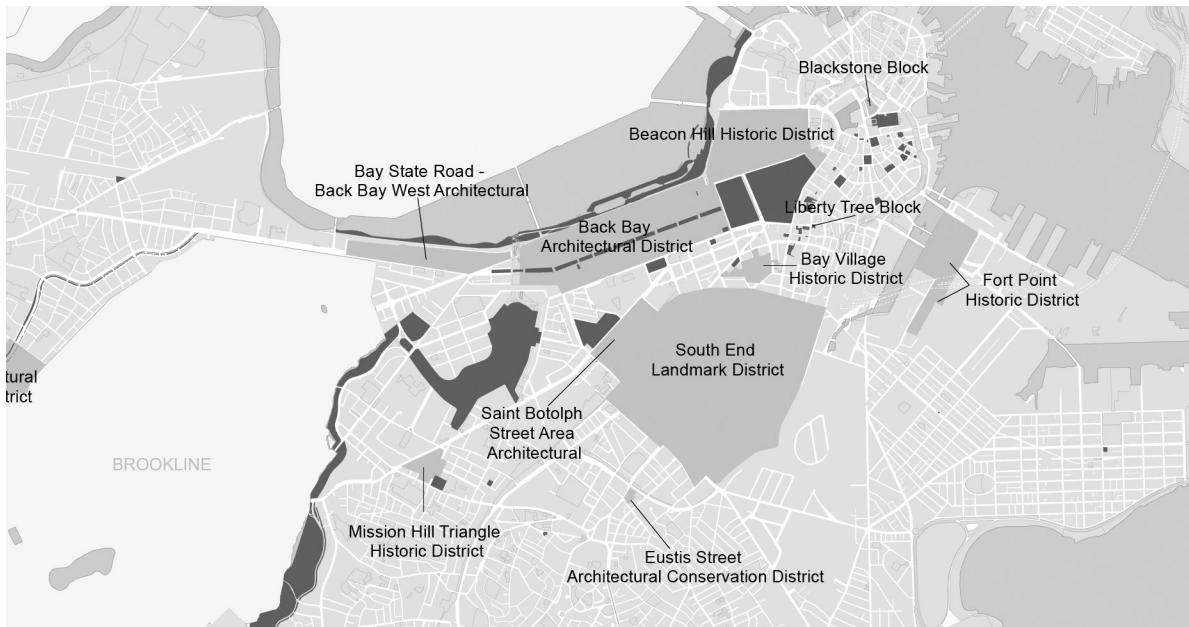 Blackstone Block
Beacon Hill Historic District
Bay State Road -
Back Bay West Architectural
Liberty Tree Block
Back Bay
Architectural District
Bay Village
Historic District
Fort Point
Historic District
South End
Landmark District
tural
trict
Saint Botolph
Street Area
Architectural
BROOKLINE
Mission Hill Triangle
Historic District
Eustis Street
Architectural Conservation District